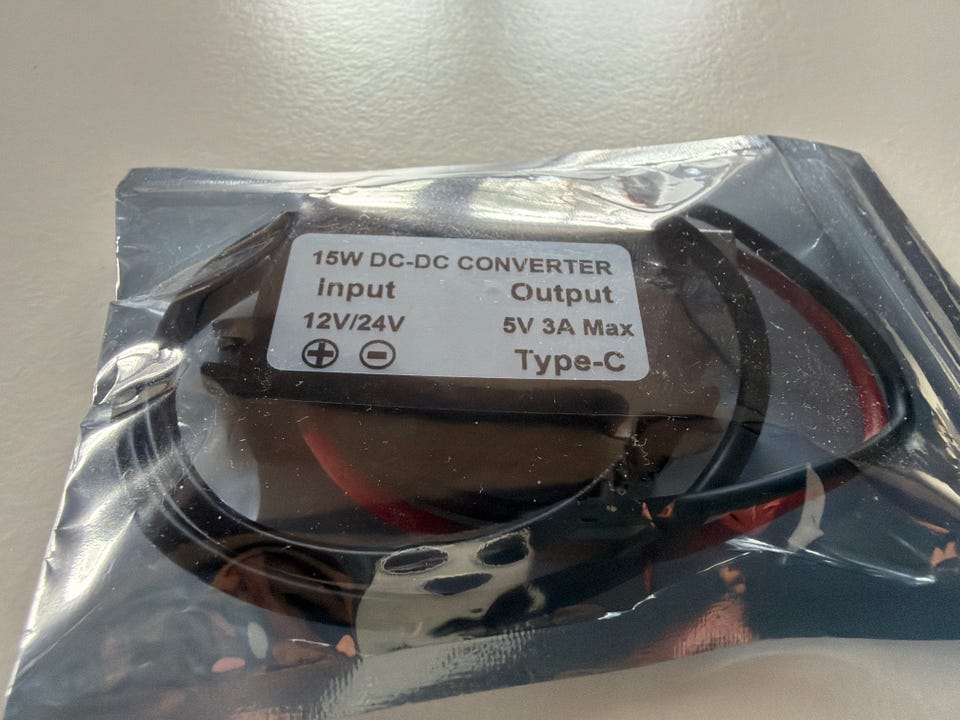 15W DC-DC CONVERTER
Input Output
12V/24V 5V 3A Max
⊕ ⊖ Type-C